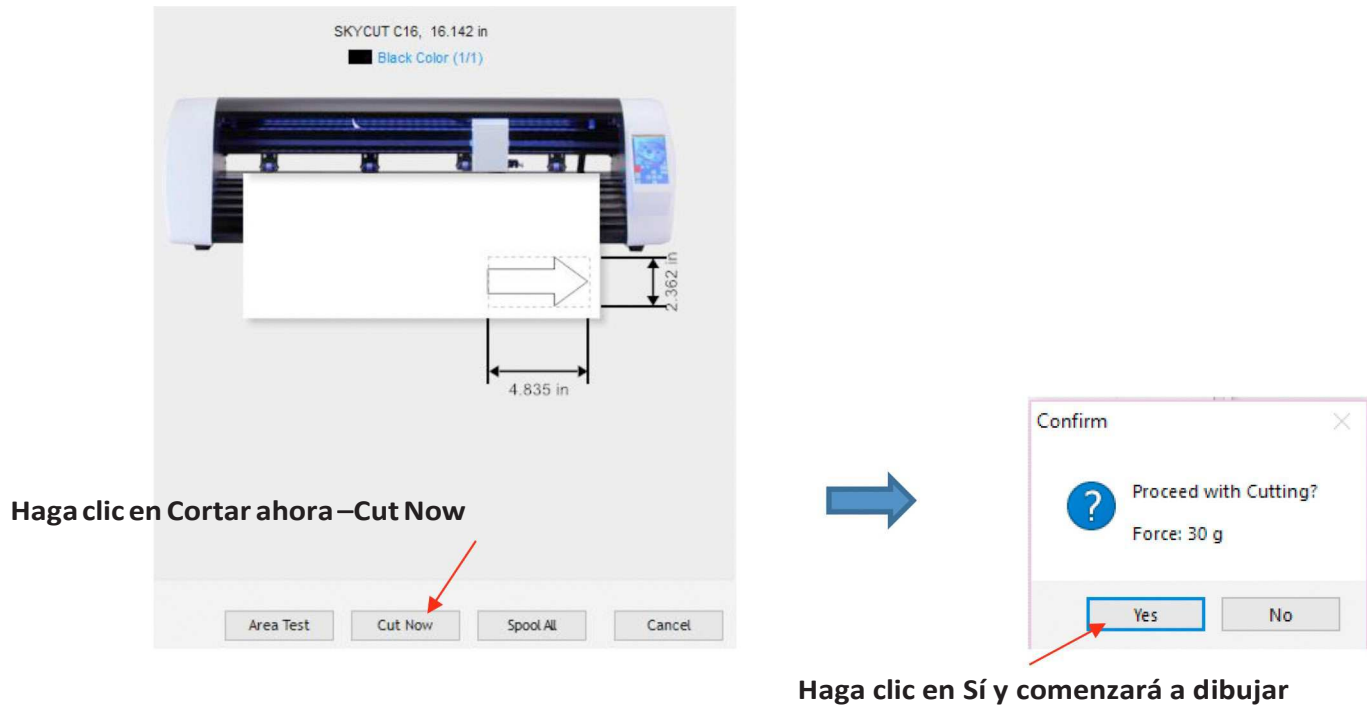 SKYCUT C16, 16.142 in
Black Color (1/1)
2.362 in
4.835 in
Haga clic en Cortar ahora –Cut Now
Area Test
Cut Now
Spool All
Cancel
Confirm
?
Proceed with Cutting?
Force: 30 g
Yes
No
Haga clic en Sí y comenzará a dibujar